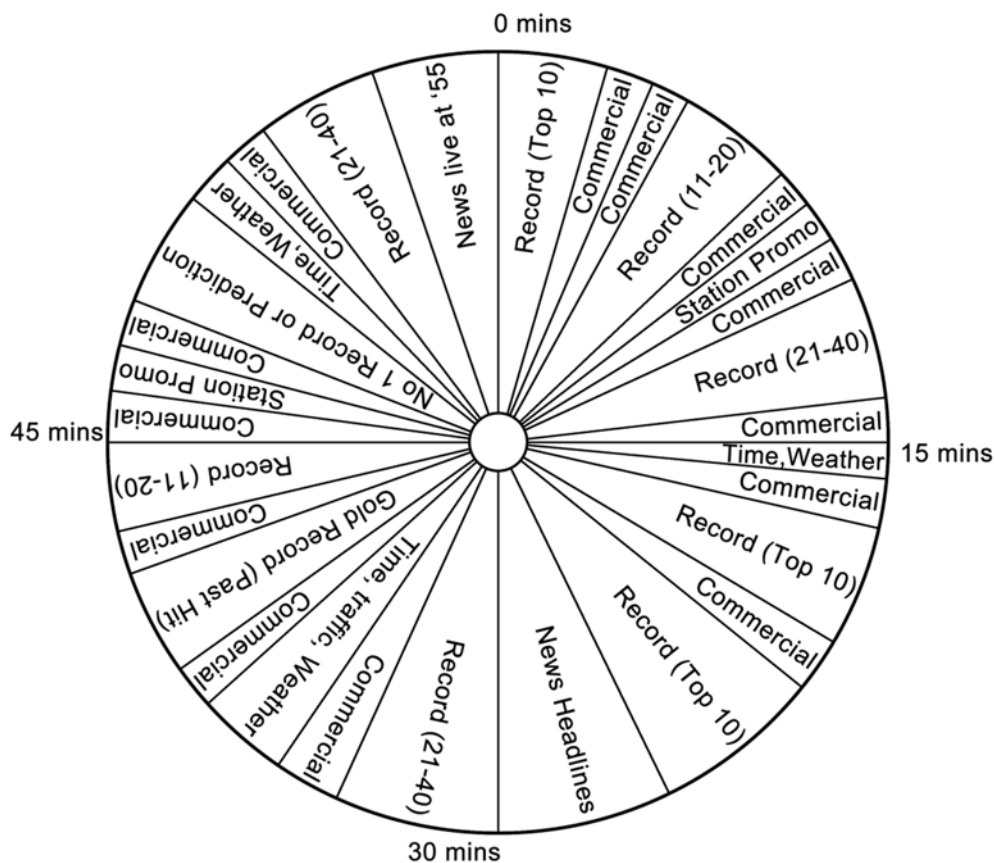 0 mins
Record (Top 10)
Commercial
Commercial
Record (11-20)
Commercial
Station Promo
Commercial
Record (21-40)
Commercial
15 mins
Time,Weather
Commercial
Record (Top 10)
Commercial
Record (Top 10)
News Headlines
30 mins
Record (21-40)
Commercial
Time, traffic, Weather
Commercial
Gold Record (Past Hit)
Commercial
Record (11-20)
45 mins
Commercial
Station Promo
Commercial
No 1 Record or Prediction
Time,Weather
Commercial
Record (21-40)
News live at '55